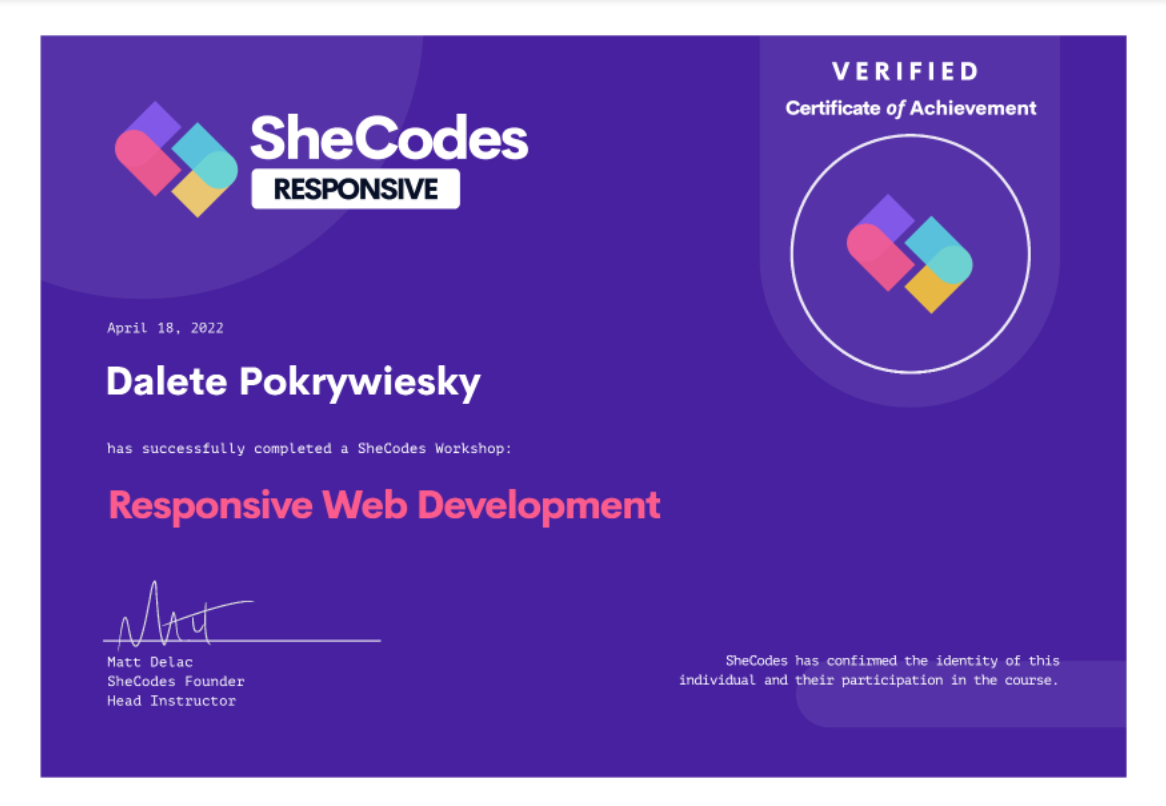 SheCodes
RESPONSIVE
VERIFIED
Certificate of Achievement
April 18, 2022
Dalete Pokrywiesky
has successfully completed a SheCodes Workshop:
Responsive Web Development
Matt
Matt Delac
SheCodes Founder
Head Instructor
SheCodes has confirmed the identity of this
individual and their participation in the course.